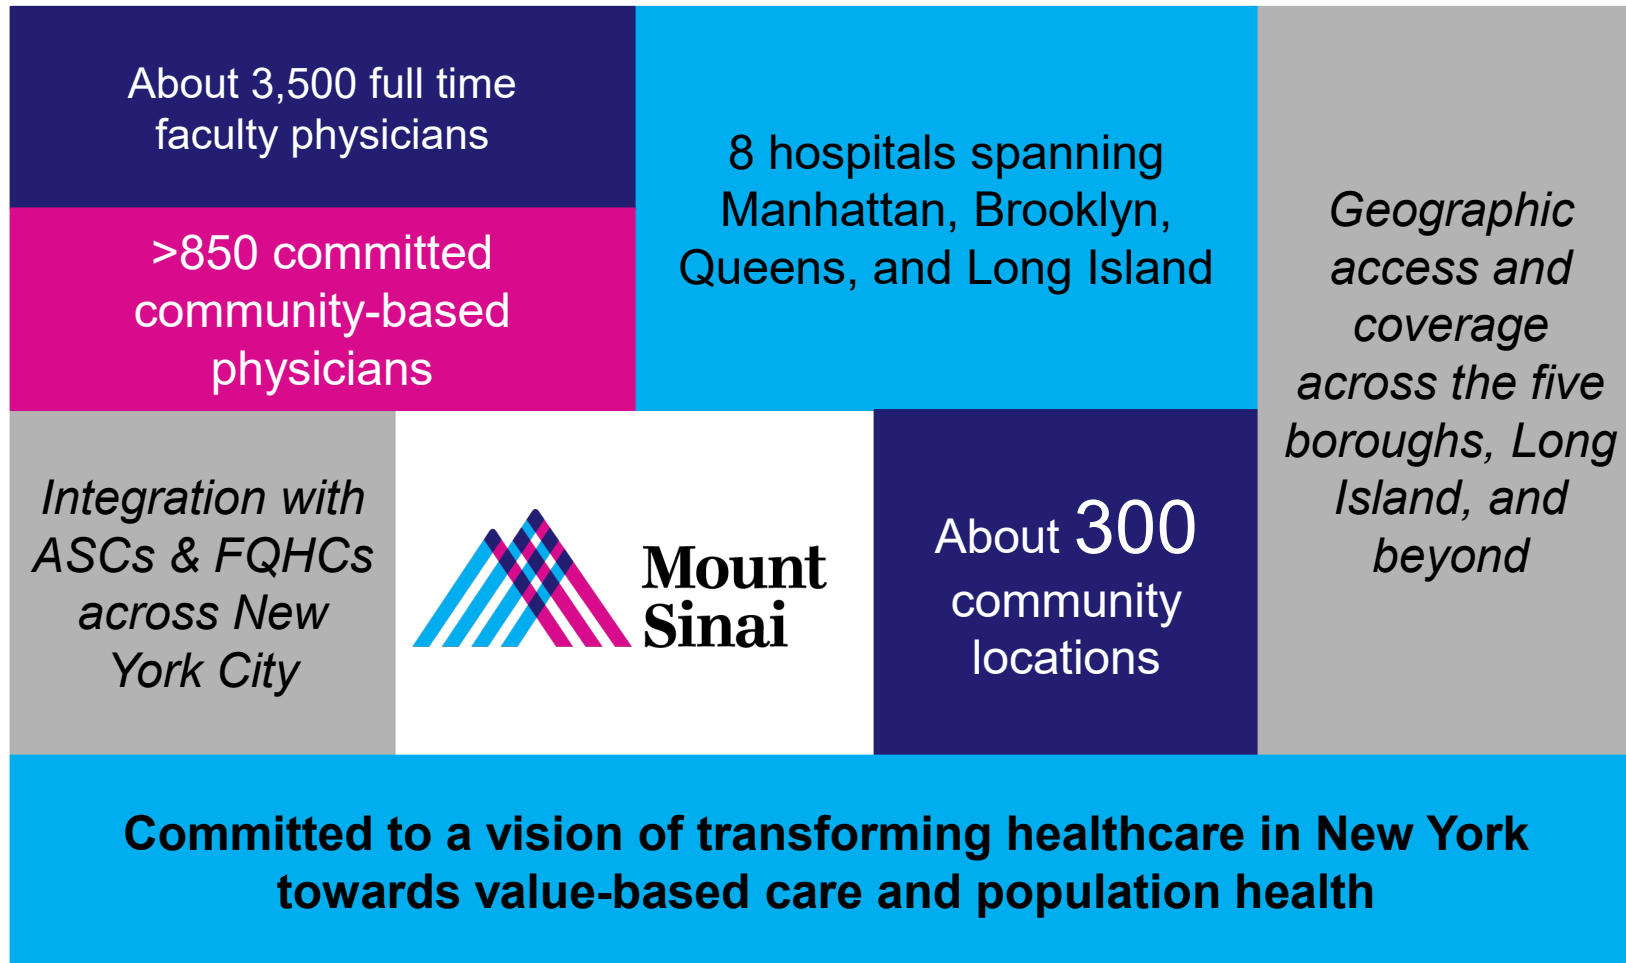 About 3,500 full time
faculty physicians
>850 committed
community-based
physicians
8 hospitals spanning
Manhattan, Brooklyn,
Queens, and Long Island
Geographic
access and
coverage
across the five
boroughs, Long
Island, and
beyond
Integration with
ASCs & FQHCs
across New
York City
Mount
Sinai
About 300
community
locations
Committed to a vision of transforming healthcare in New York
towards value-based care and population health